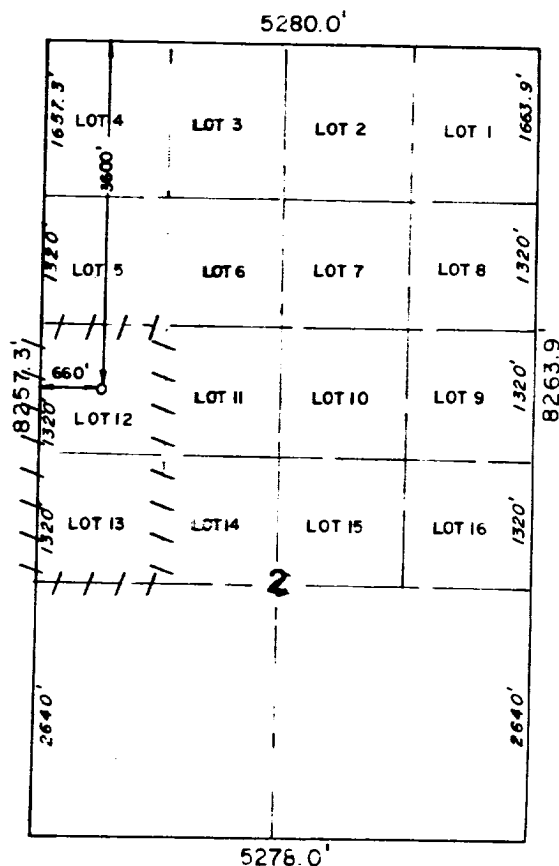 5280.0'
1657.3'
LOT 4
LOT 3
LOT 2
LOT 1
1663.9'
3600'
1320'
LOT 5
LOT 6
LOT 7
LOT 8
1320'
8257.3'
660'
1320'
LOT 12
LOT 11
LOT 10
LOT 9
1320'
8263.9
1320'
LOT 13
LOT 14
LOT 15
LOT 16
1320'
2
2640'
2640'
5278.0'